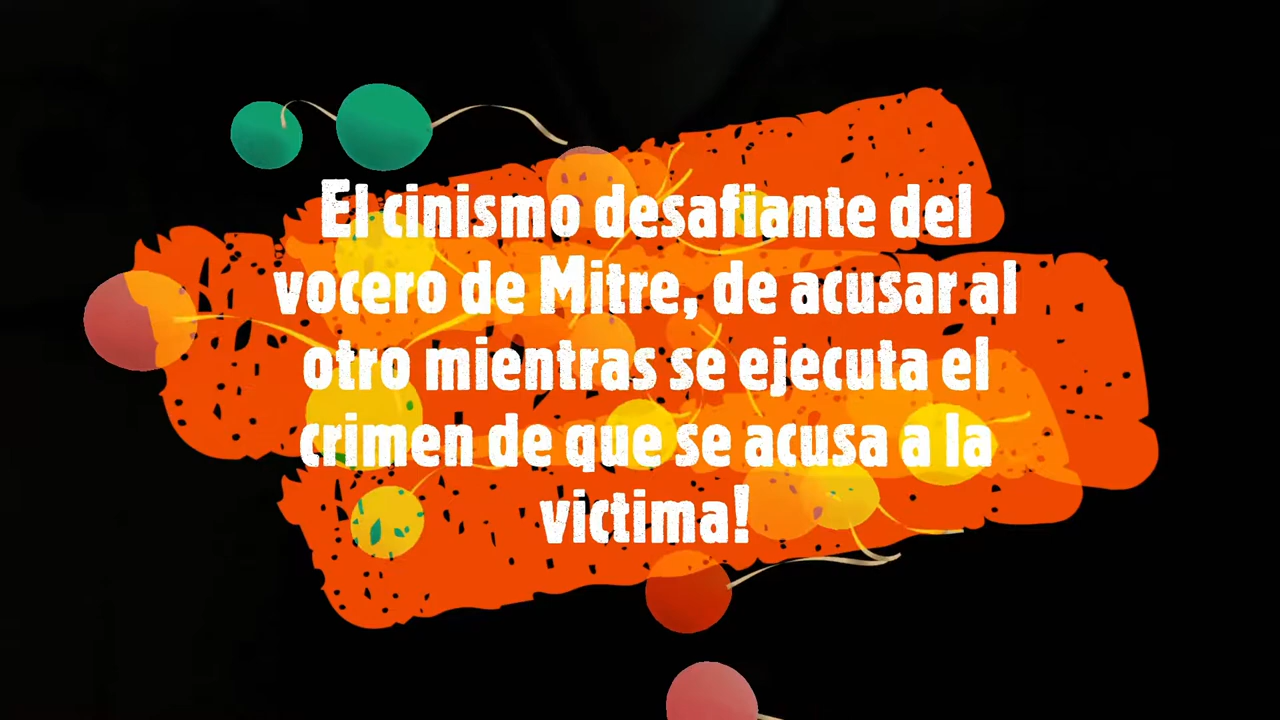 El cinismo desafiante del
vocero de Mitre, de acusar al
otro mientras se ejecuta el
crimen de que se acusa a la
victima!